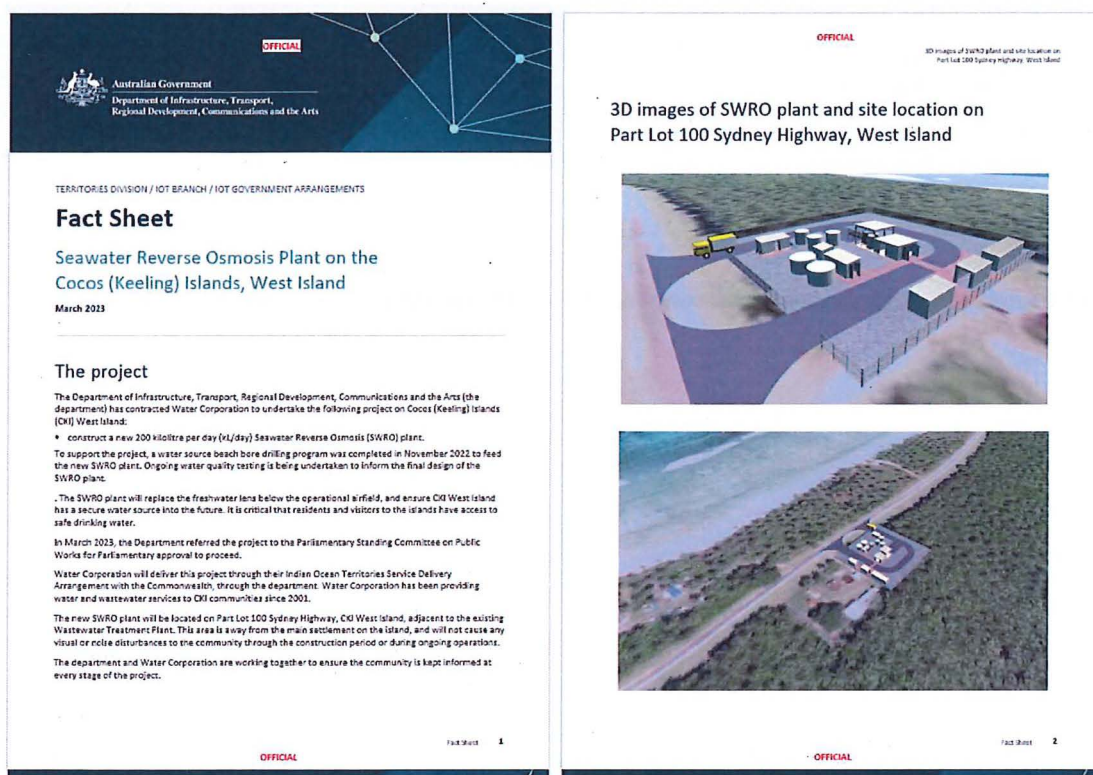 OFFICIAL
Australian Government
Department of Infrastructure, Transport,
Regional Development, Communications and the Arts
TERRITORIES DIVISION / IOT BRANCH / IOT GOVERNMENT ARRANGEMENTS
Fact Sheet
Seawater Reverse Osmosis Plant on the
Cocos (Keeling) Islands, West Island
March 2023
The project
The Department of Infrastructure, Transport, Regional Development, Communications and the Arts (the
department) has contracted Water Corporation to undertake the following project on Cocos (Keeling) Islands
(CKI) West Island:
• construct a new 200 kilolitre per day (kL/day) Seawater Reverse Osmosis (SWRO) plant.
To support the project, a water source beach bore drilling program was completed in November 2022 to feed
the new SWRO plant. Ongoing water quality testing is being undertaken to inform the final design of the
SWRO plant.
. The SWRO plant will replace the freshwater lens below the operational airfield, and ensure CKI West Island
has a secure water source into the future. It is critical that residents and visitors to the islands have access to
safe drinking water.
In March 2023, the Department referred the project to the Parliamentary Standing Committee on Public
Works for Parliamentary approval to proceed.
Water Corporation will deliver this project through their Indian Ocean Territories Service Delivery
Arrangement with the Commonwealth, through the department. Water Corporation has been providing
water and wastewater services to CKI communities since 2001.
The new SWRO plant will be located on Part Lot 100 Sydney Highway, CKI West Island, adjacent to the existing
Wastewater Treatment Plant. This area is away from the main settlement on the island, and will not cause any
visual or noise disturbances to the community through the construction period or during ongoing operations.
The department and Water Corporation are working together to ensure the community is kept informed at
every stage of the project.
Fact Sheet 1
OFFICIAL
OFFICIAL
3D images of SWRO plant and site location on
Part Lot 100 Sydney Highway, West Island
3D images of SWRO plant and site location on
Part Lot 100 Sydney Highway, West Island
Fact Sheet 2
OFFICIAL